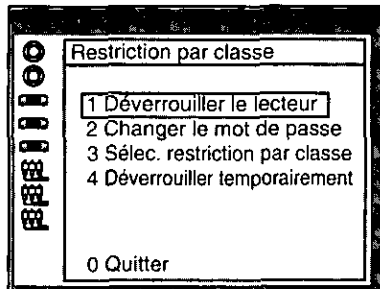 Restriction par classe
1 Déverrouiller le lecteur
2 Changer le mot de passe
3 Sélec. restriction par classe
4 Déverrouiller temporairement
0 Quitter